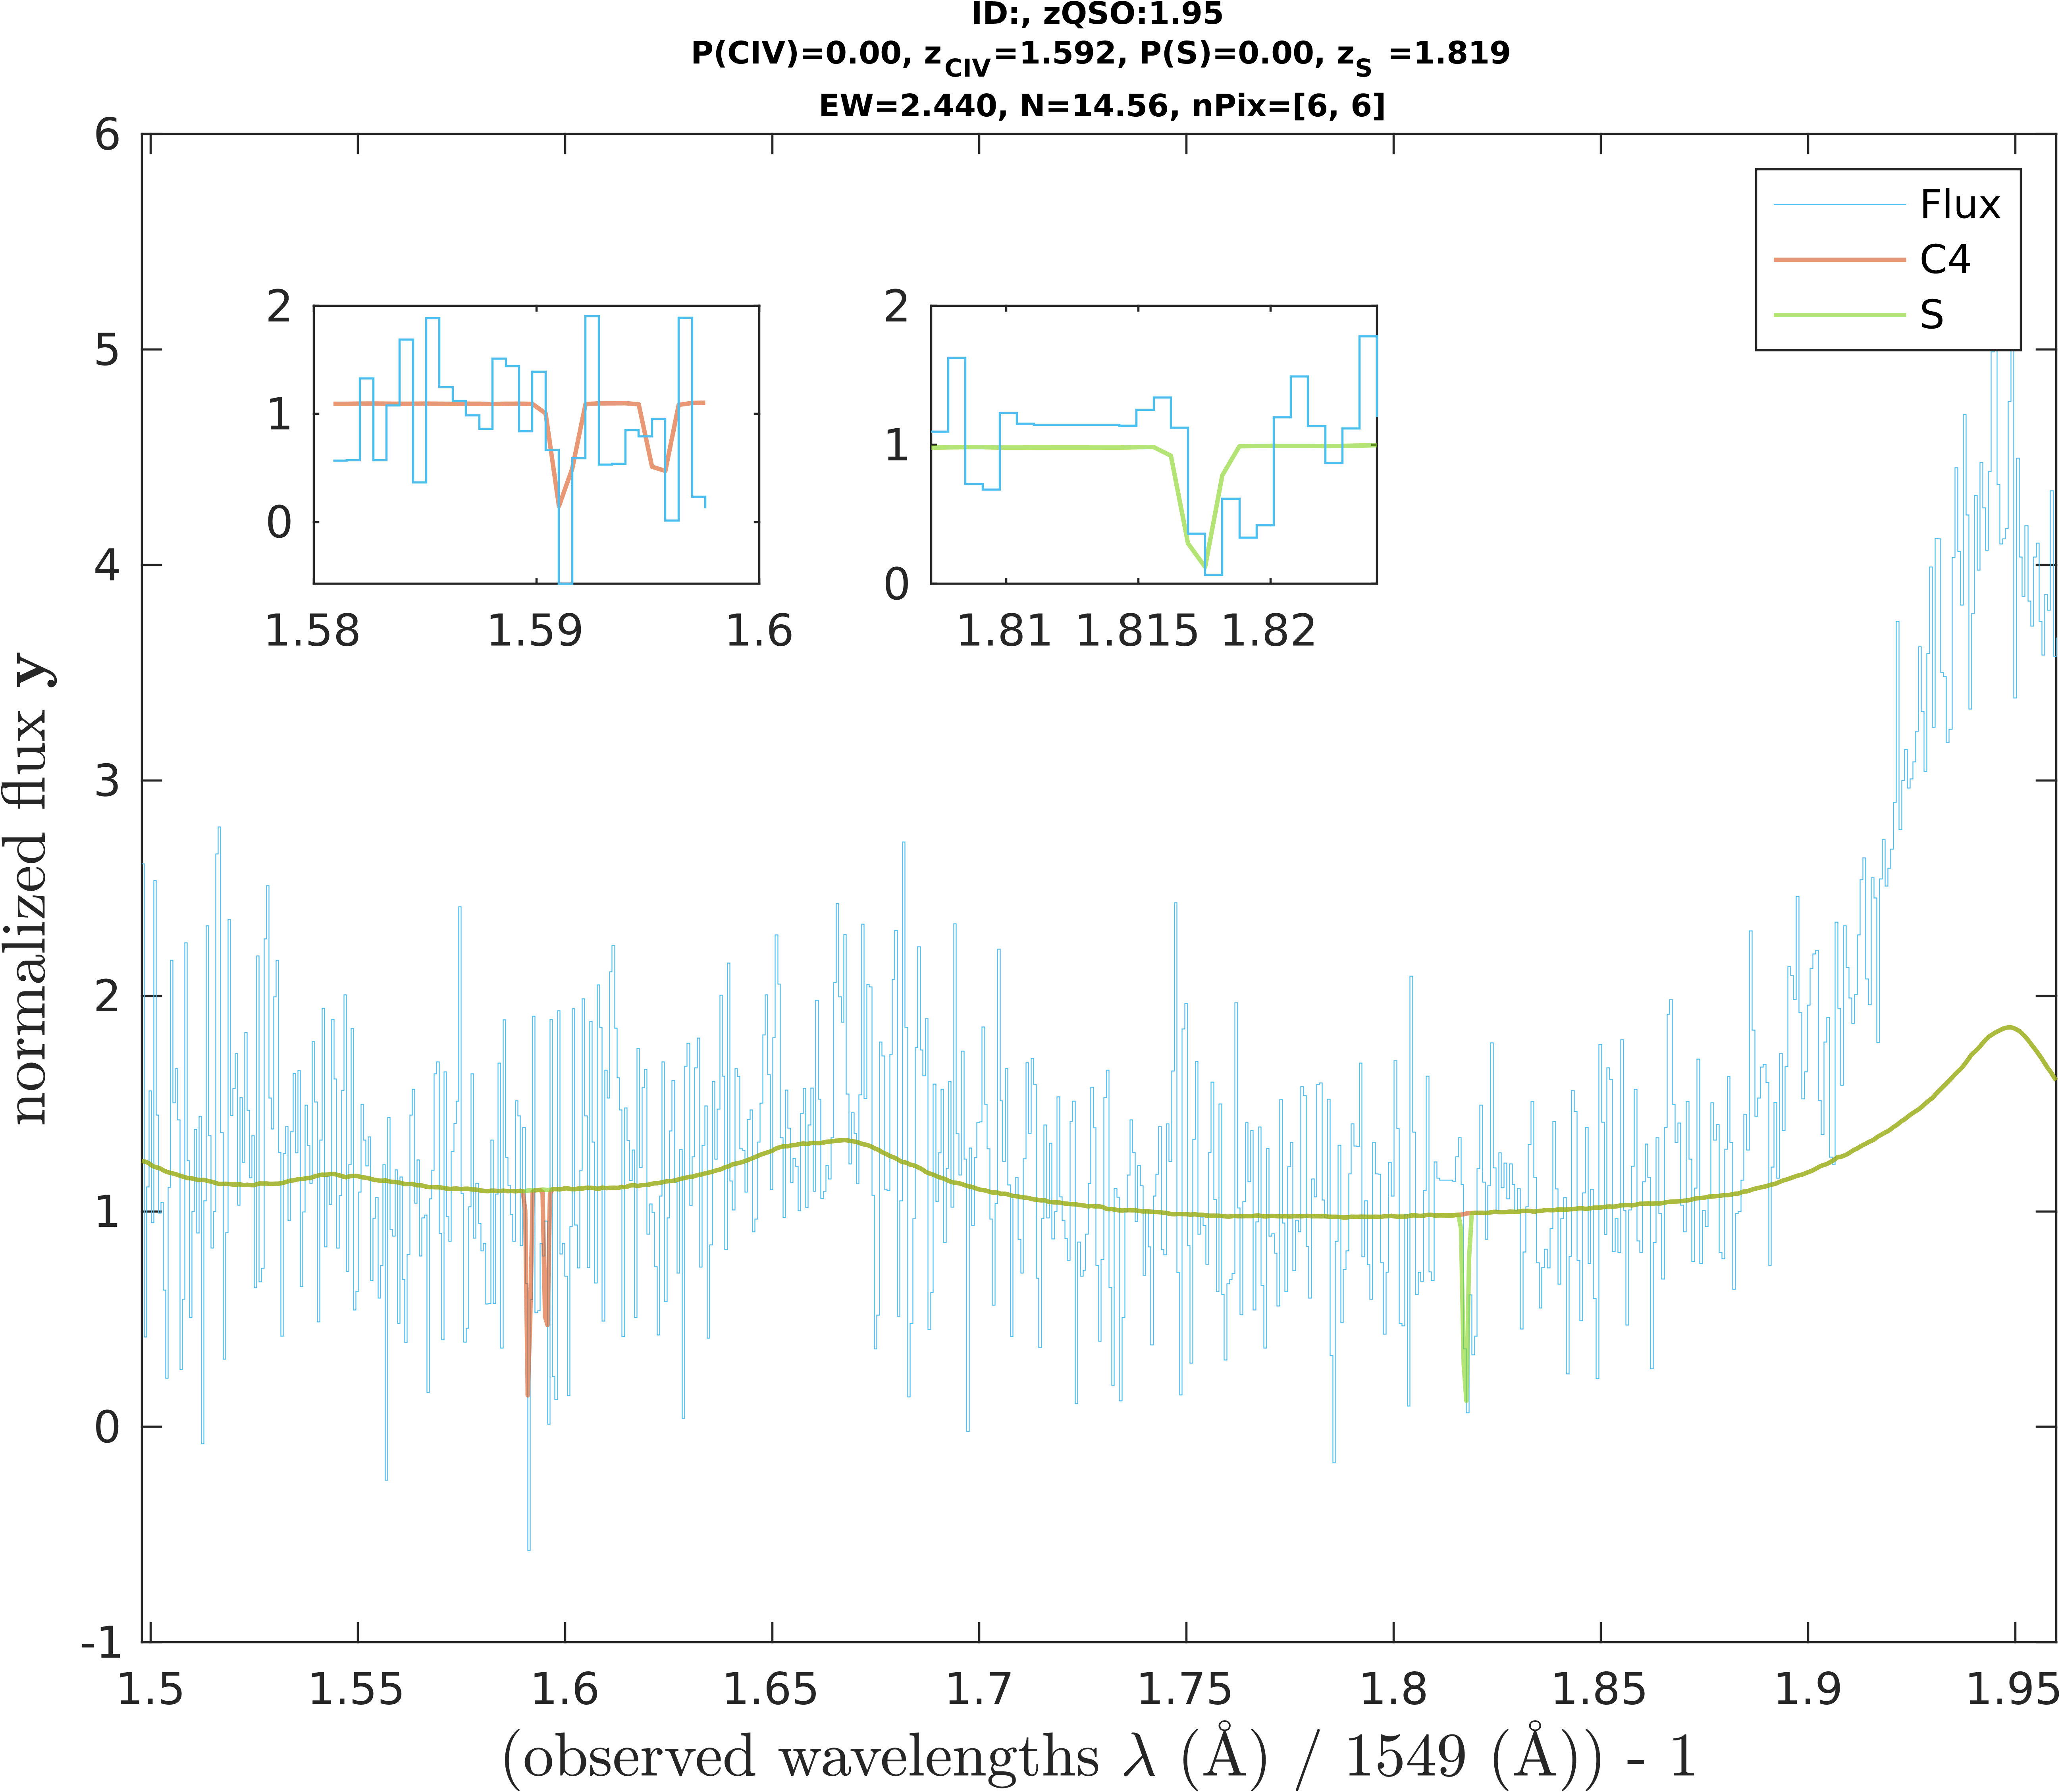 ID:, zQSO:1.95
P(CIV)=0.00, z_CIV=1.592, P(S)=0.00, z_S =1.819
EW=2.440, N=14.56, nPix=[6, 6]
6
5
4
3
2
1
0
-1
normalized flux y
Flux
C4
S
2
1
0
1.58 1.59 1.6
2
1
0
1.81 1.815 1.82
1.5 1.55 1.6 1.65 1.7 1.75 1.8 1.85 1.9 1.95
(observed wavelengths λ (Å) / 1549 (Å)) - 1